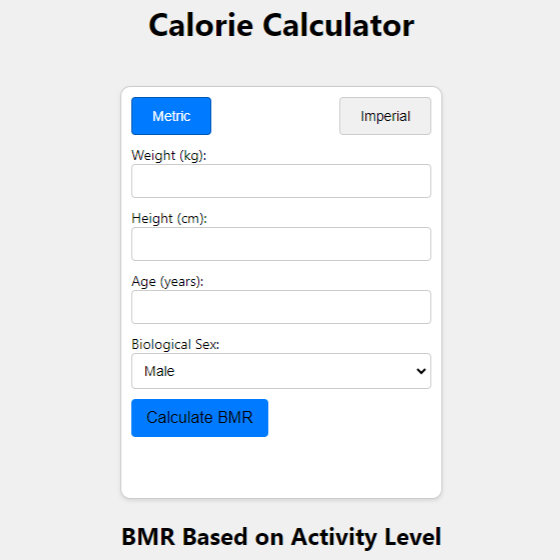 Calorie Calculator
Metric Imperial
Weight (kg):
Height (cm):
Age (years):
Biological Sex:
Male
Calculate BMR
BMR Based on Activity Level